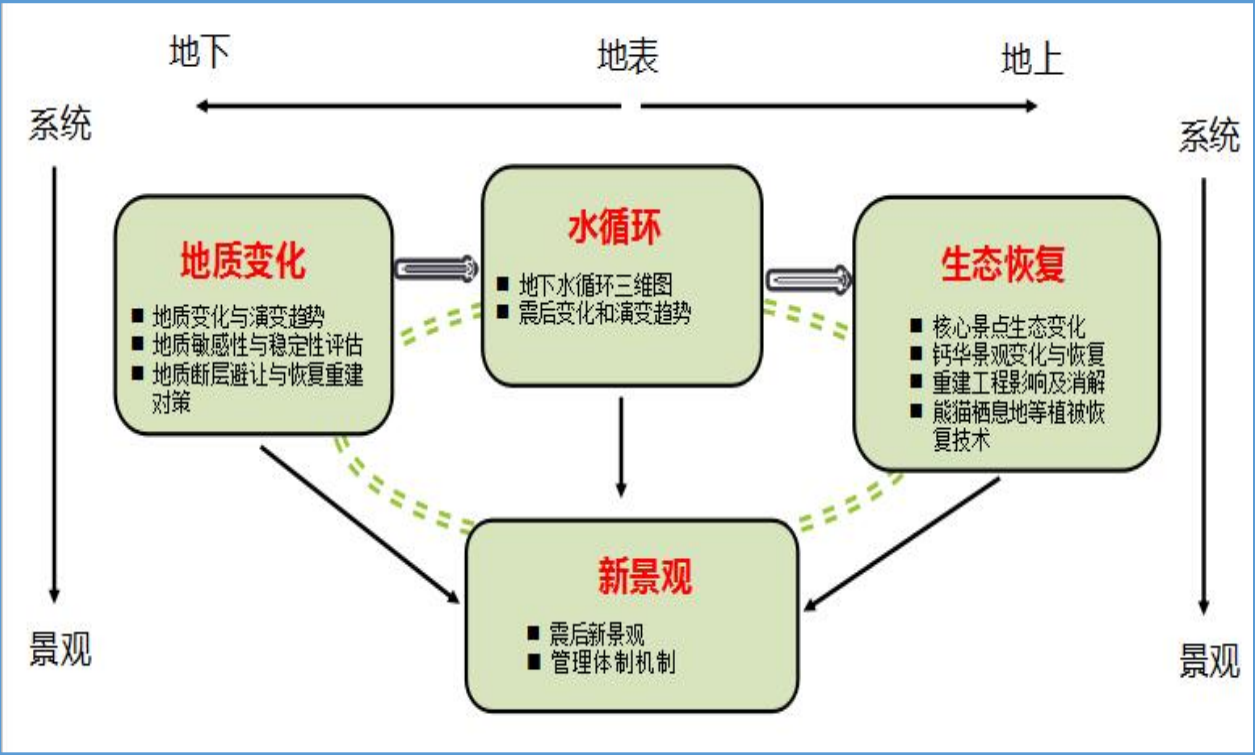 地下
地表
地上
系统
系统
地质变化
■ 地质变化与演变趋势
■ 地质敏感性与稳定性评估
■ 地质断层避让与恢复重建
对策
水循环
■ 地下水循环三维图
■ 震后变化和演变趋势
生态恢复
■ 核心景点生态变化
■ 钙华景观变化与恢复
■ 重建工程影响及消解
■ 熊猫栖息地等植被恢
复技术
新景观
■ 震后新景观
■ 管理体制机制
景观
景观